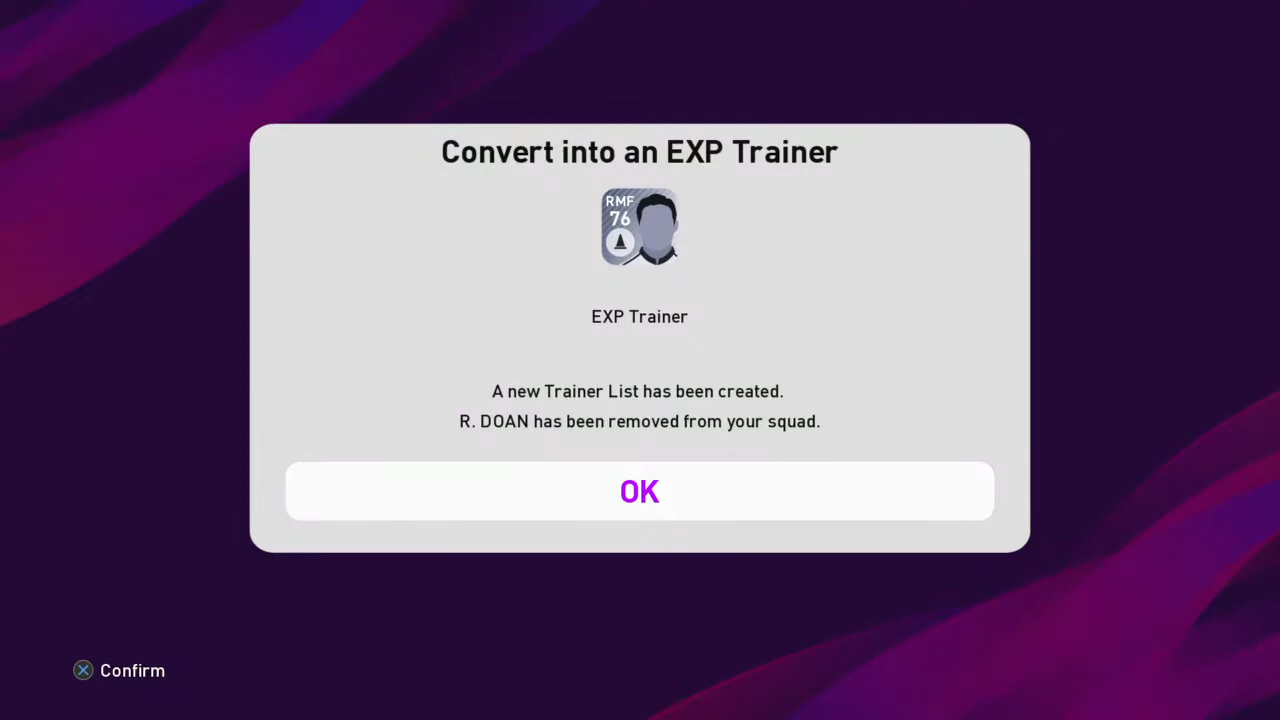 Convert into an EXP Trainer
RMF
76
EXP Trainer
A new Trainer List has been created.
R. DOAN has been removed from your squad.
OK
Confirm